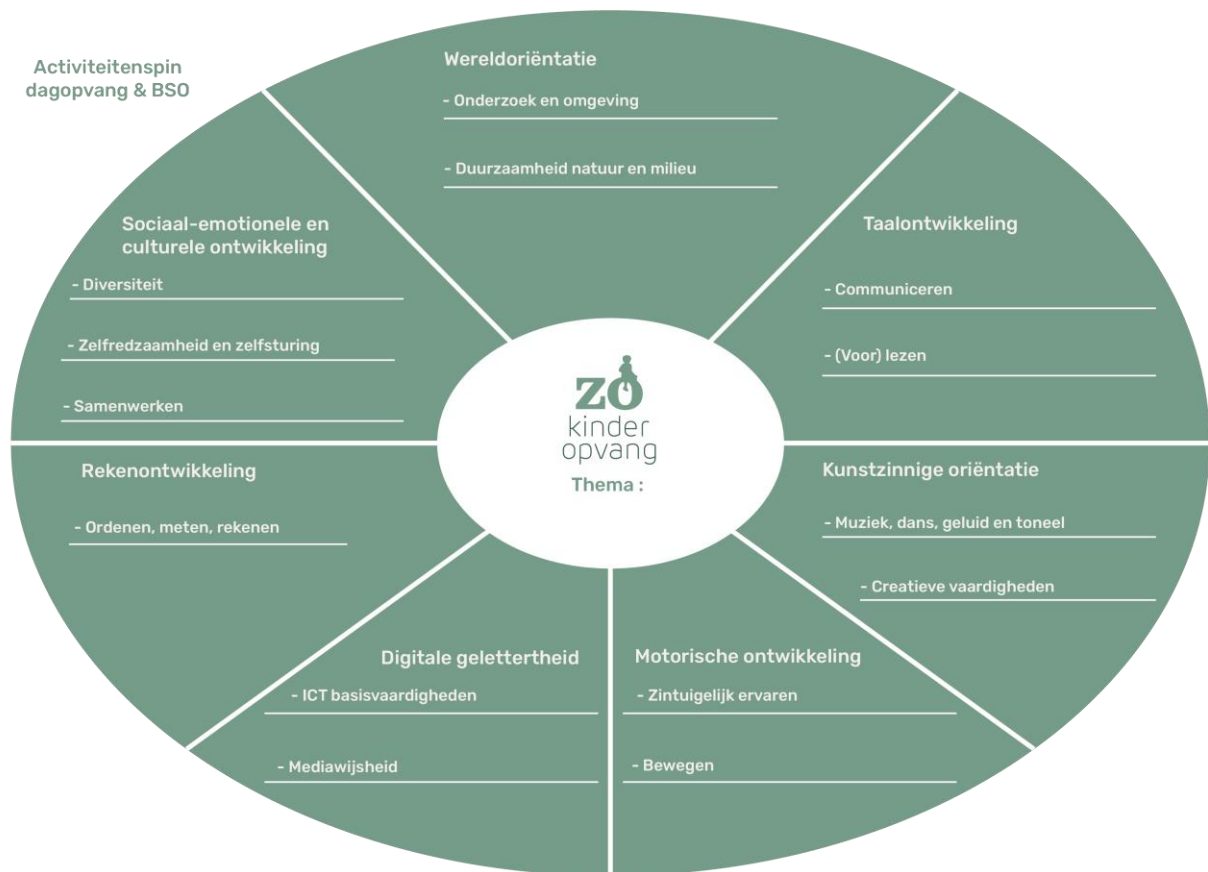 Activiteitenspin
dagopvang & BSO
Wereldoriëntatie
- Onderzoek en omgeving
- Duurzaamheid natuur en milieu
Sociaal-emotionele en
culturele ontwikkeling
- Diversiteit
- Zelfredzaamheid en zelfsturing
- Samenwerken
Taalontwikkeling
- Communiceren
- (Voor) lezen
zo
kinder
opvang
Thema :
Rekenontwikkeling
- Ordenen, meten, rekenen
Kunstzinnige oriëntatie
- Muziek, dans, geluid en toneel
- Creatieve vaardigheden
Digitale gelettertheid
- ICT basisvaardigheden
- Mediawijsheid
Motorische ontwikkeling
- Zintuigelijk ervaren
- Bewegen